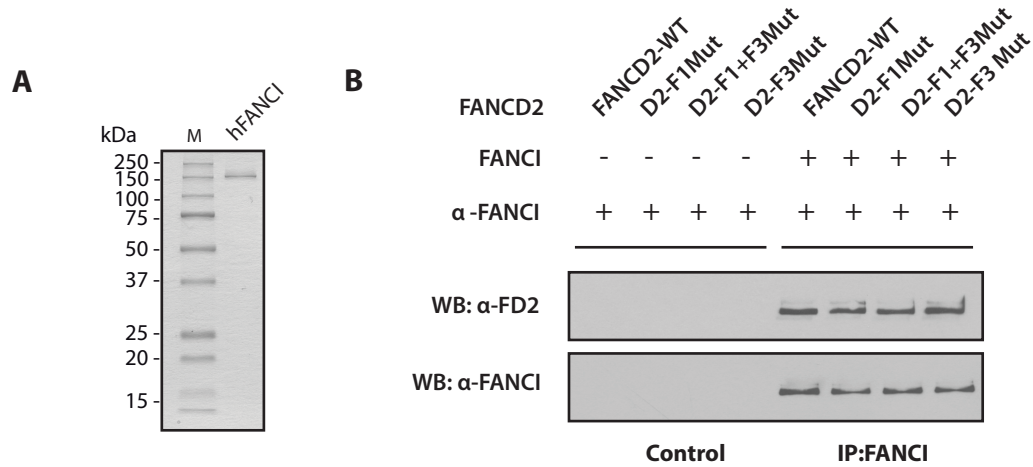 A
kDa
M
hFANCI
250 -
150 -
100 -
75 -
50 -
37 -
25 -
20 -
15 -
B
FANCD2
FANCD2-WT
D2-F1Mut
D2-F1+F3Mut
D2-F3Mut
FANCD2-WT
D2-F1Mut
D2-F1+F3Mut
D2-F3 Mut
FANCI - - - - + + + +
α -FANCI + + + + + + + +
WB: α-FD2
WB: α-FANCI
Control IP:FANCI